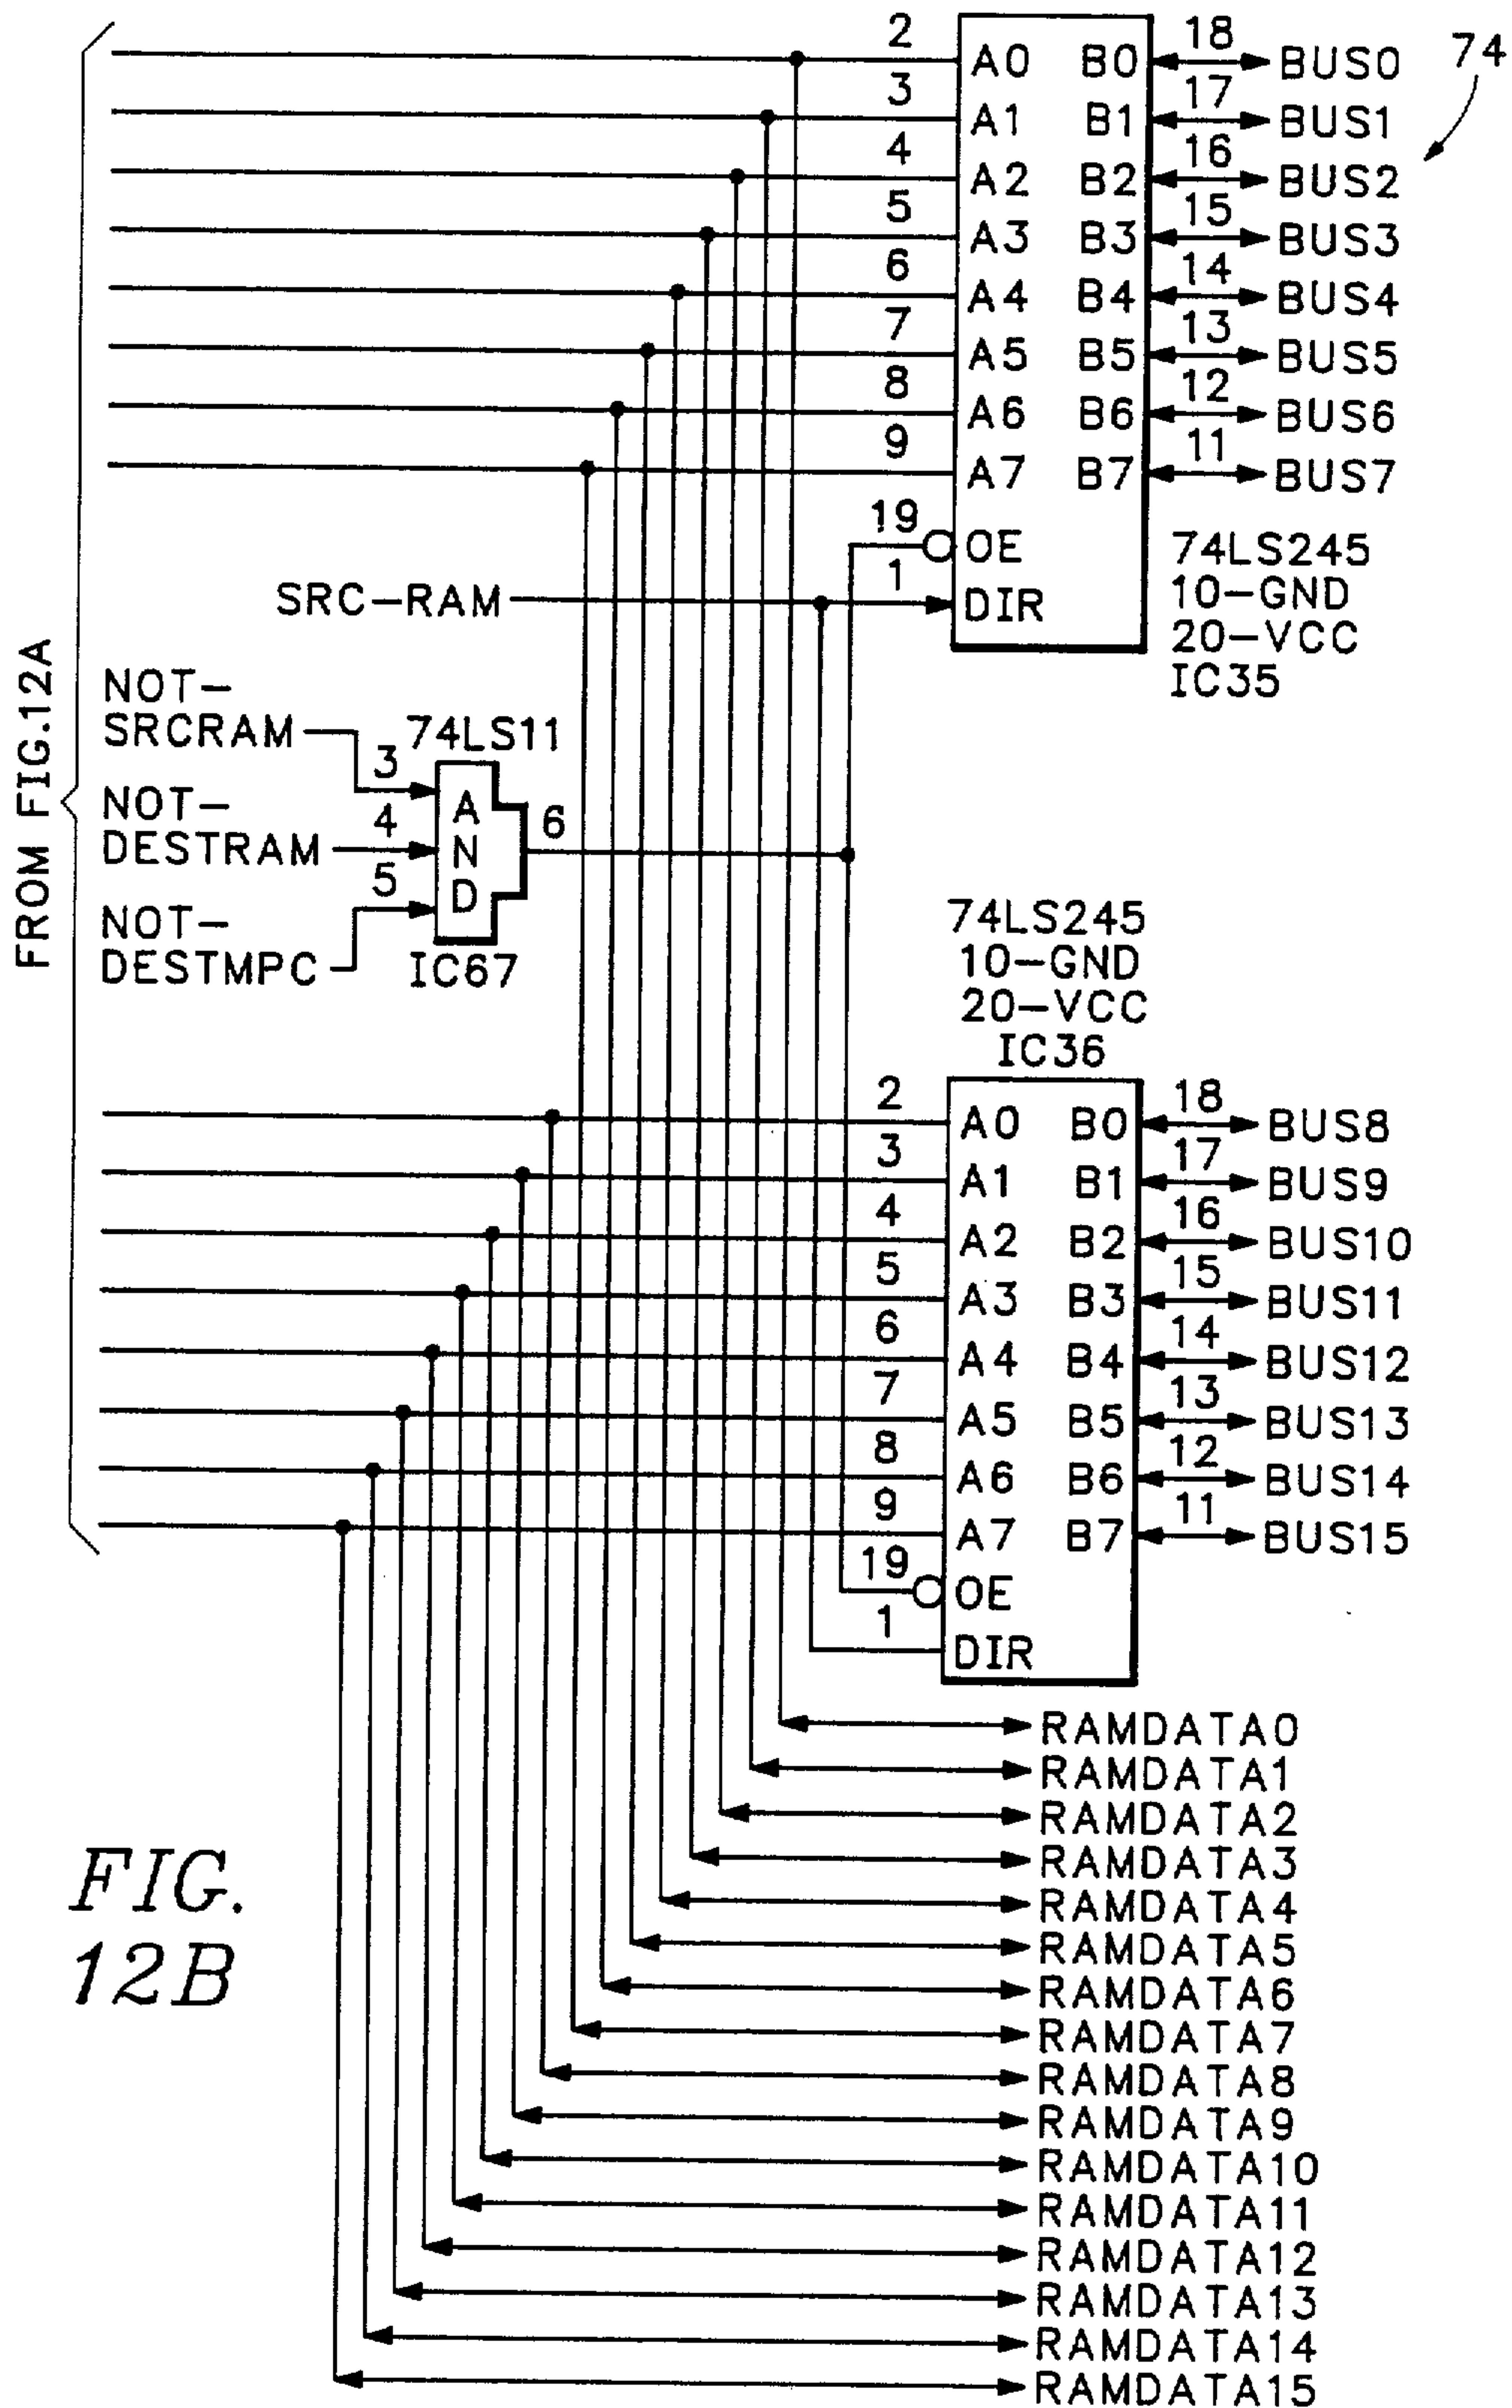 FROM FIG.12A
74
2 A0 B0 18 BUS0
3 A1 B1 17 BUS1
4 A2 B2 16 BUS2
5 A3 B3 15 BUS3
6 A4 B4 14 BUS4
7 A5 B5 13 BUS5
8 A6 B6 12 BUS6
9 A7 B7 11 BUS7
19 OE
SRC-RAM 1 DIR
74LS245
10-GND
20-VCC
IC35
NOT-
SRCRAM 3
NOT-
DESTRAM 4
NOT-
DESTMPC 5
74LS11
AND
6
IC67
74LS245
10-GND
20-VCC
IC36
2 A0 B0 18 BUS8
3 A1 B1 17 BUS9
4 A2 B2 16 BUS10
5 A3 B3 15 BUS11
6 A4 B4 14 BUS12
7 A5 B5 13 BUS13
8 A6 B6 12 BUS14
9 A7 B7 11 BUS15
19 OE
1 DIR
RAMDATA0
RAMDATA1
RAMDATA2
RAMDATA3
RAMDATA4
RAMDATA5
RAMDATA6
RAMDATA7
RAMDATA8
RAMDATA9
RAMDATA10
RAMDATA11
RAMDATA12
RAMDATA13
RAMDATA14
RAMDATA15
FIG.
12B